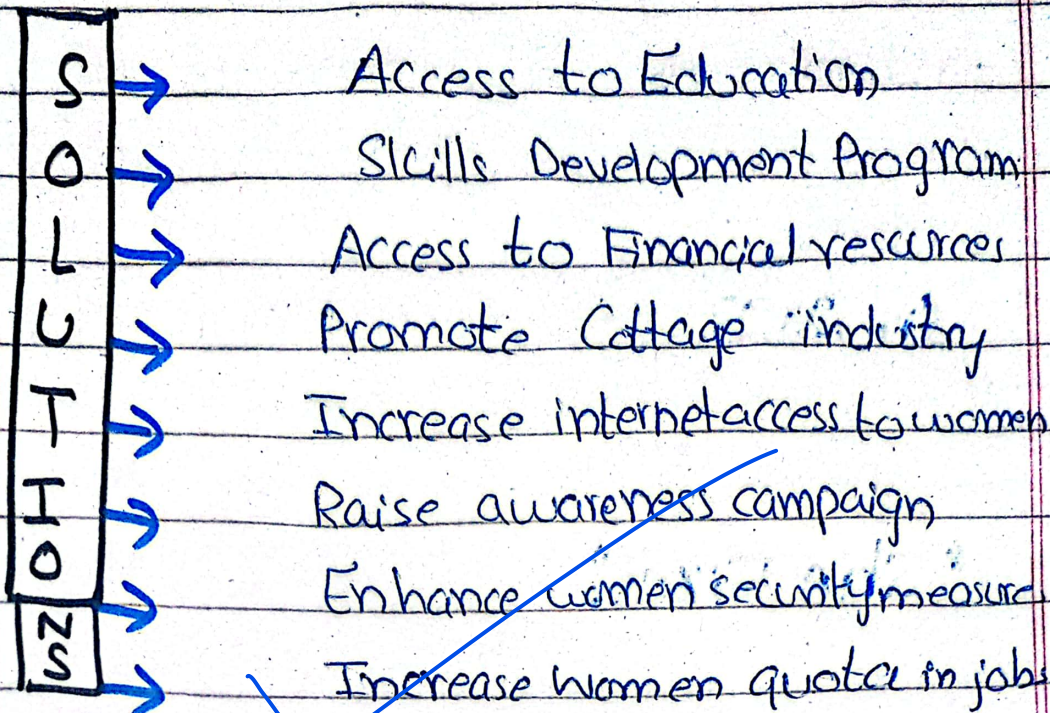 SOLUTIONS
Access to Education
Skills Development Program
Access to Financial resources
Promote Cottage industry
Increase internet access to women
Raise awareness campaign
Enhance women security measure
Increase women quota in jobs